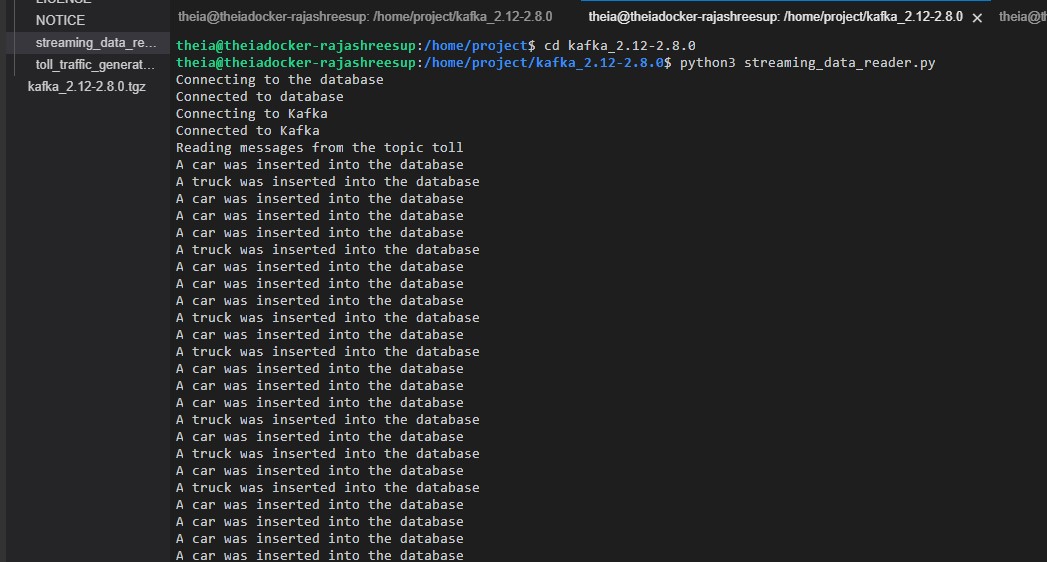 LICENSE
NOTICE
streaming_data_re...
toll_traffic_generat...
kafka_2.12-2.8.0.tgz
theia@theiadocker-rajashreesup: /home/project/kafka_2.12-2.8.0
theia@theiadocker-rajashreesup: /home/project/kafka_2.12-2.8.0 ×
theia@th
theia@theiadocker-rajashreesup:/home/project$ cd kafka_2.12-2.8.0
theia@theiadocker-rajashreesup:/home/project/kafka_2.12-2.8.0$ python3 streaming_data_reader.py
Connecting to the database
Connected to database
Connecting to Kafka
Connected to Kafka
Reading messages from the topic toll
A car was inserted into the database
A truck was inserted into the database
A car was inserted into the database
A car was inserted into the database
A car was inserted into the database
A truck was inserted into the database
A car was inserted into the database
A car was inserted into the database
A car was inserted into the database
A truck was inserted into the database
A car was inserted into the database
A truck was inserted into the database
A car was inserted into the database
A car was inserted into the database
A car was inserted into the database
A truck was inserted into the database
A car was inserted into the database
A truck was inserted into the database
A car was inserted into the database
A truck was inserted into the database
A car was inserted into the database
A car was inserted into the database
A car was inserted into the database
A car was inserted into the database